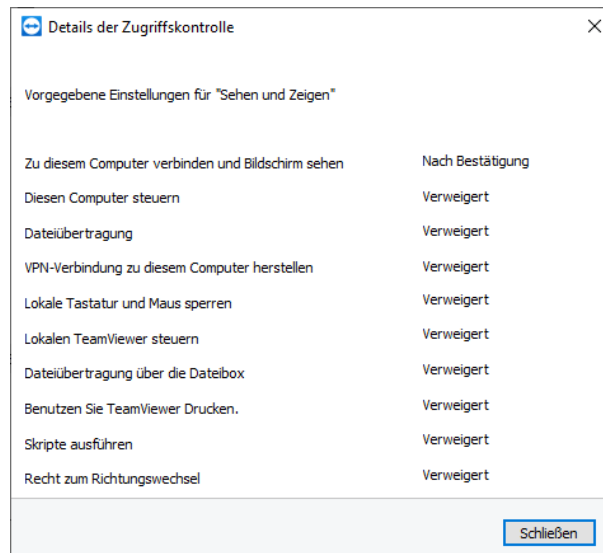 Details der Zugriffskontrolle
Vorgegebene Einstellungen für "Sehen und Zeigen"
Zu diesem Computer verbinden und Bildschirm sehen Nach Bestätigung
Diesen Computer steuern Verweigert
Dateiübertragung Verweigert
VPN-Verbindung zu diesem Computer herstellen Verweigert
Lokale Tastatur und Maus sperren Verweigert
Lokalen TeamViewer steuern Verweigert
Dateiübertragung über die Dateibox Verweigert
Benutzen Sie TeamViewer Drucken. Verweigert
Skripte ausführen Verweigert
Recht zum Richtungswechsel Verweigert
Schließen